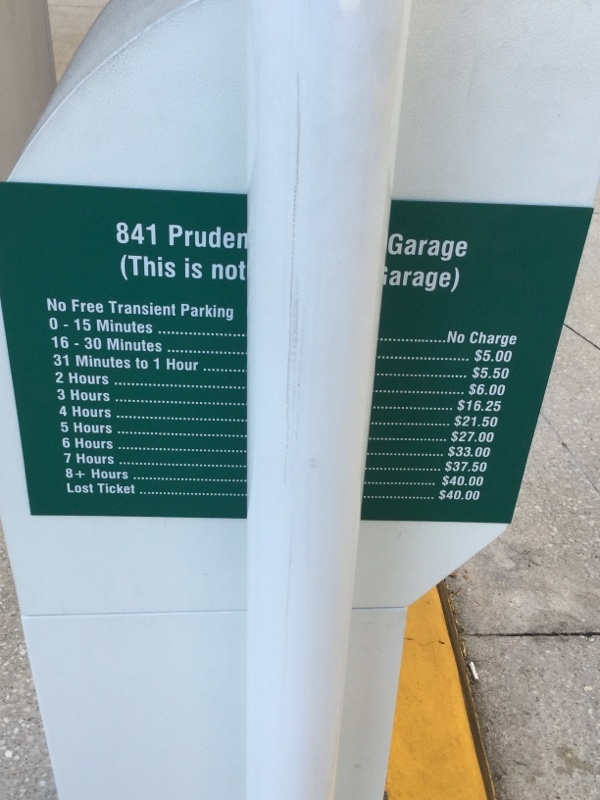 841 Pruden Garage
(This is not Garage)
No Free Transient Parking
0 - 15 Minutes ........ No Charge
16 - 30 Minutes ........ $5.00
31 Minutes to 1 Hour ........ $5.50
2 Hours ........ $6.00
3 Hours ........ $16.25
4 Hours ........ $21.50
5 Hours ........ $27.00
6 Hours ........ $33.00
7 Hours ........ $37.50
8+ Hours ........ $40.00
Lost Ticket ........ $40.00